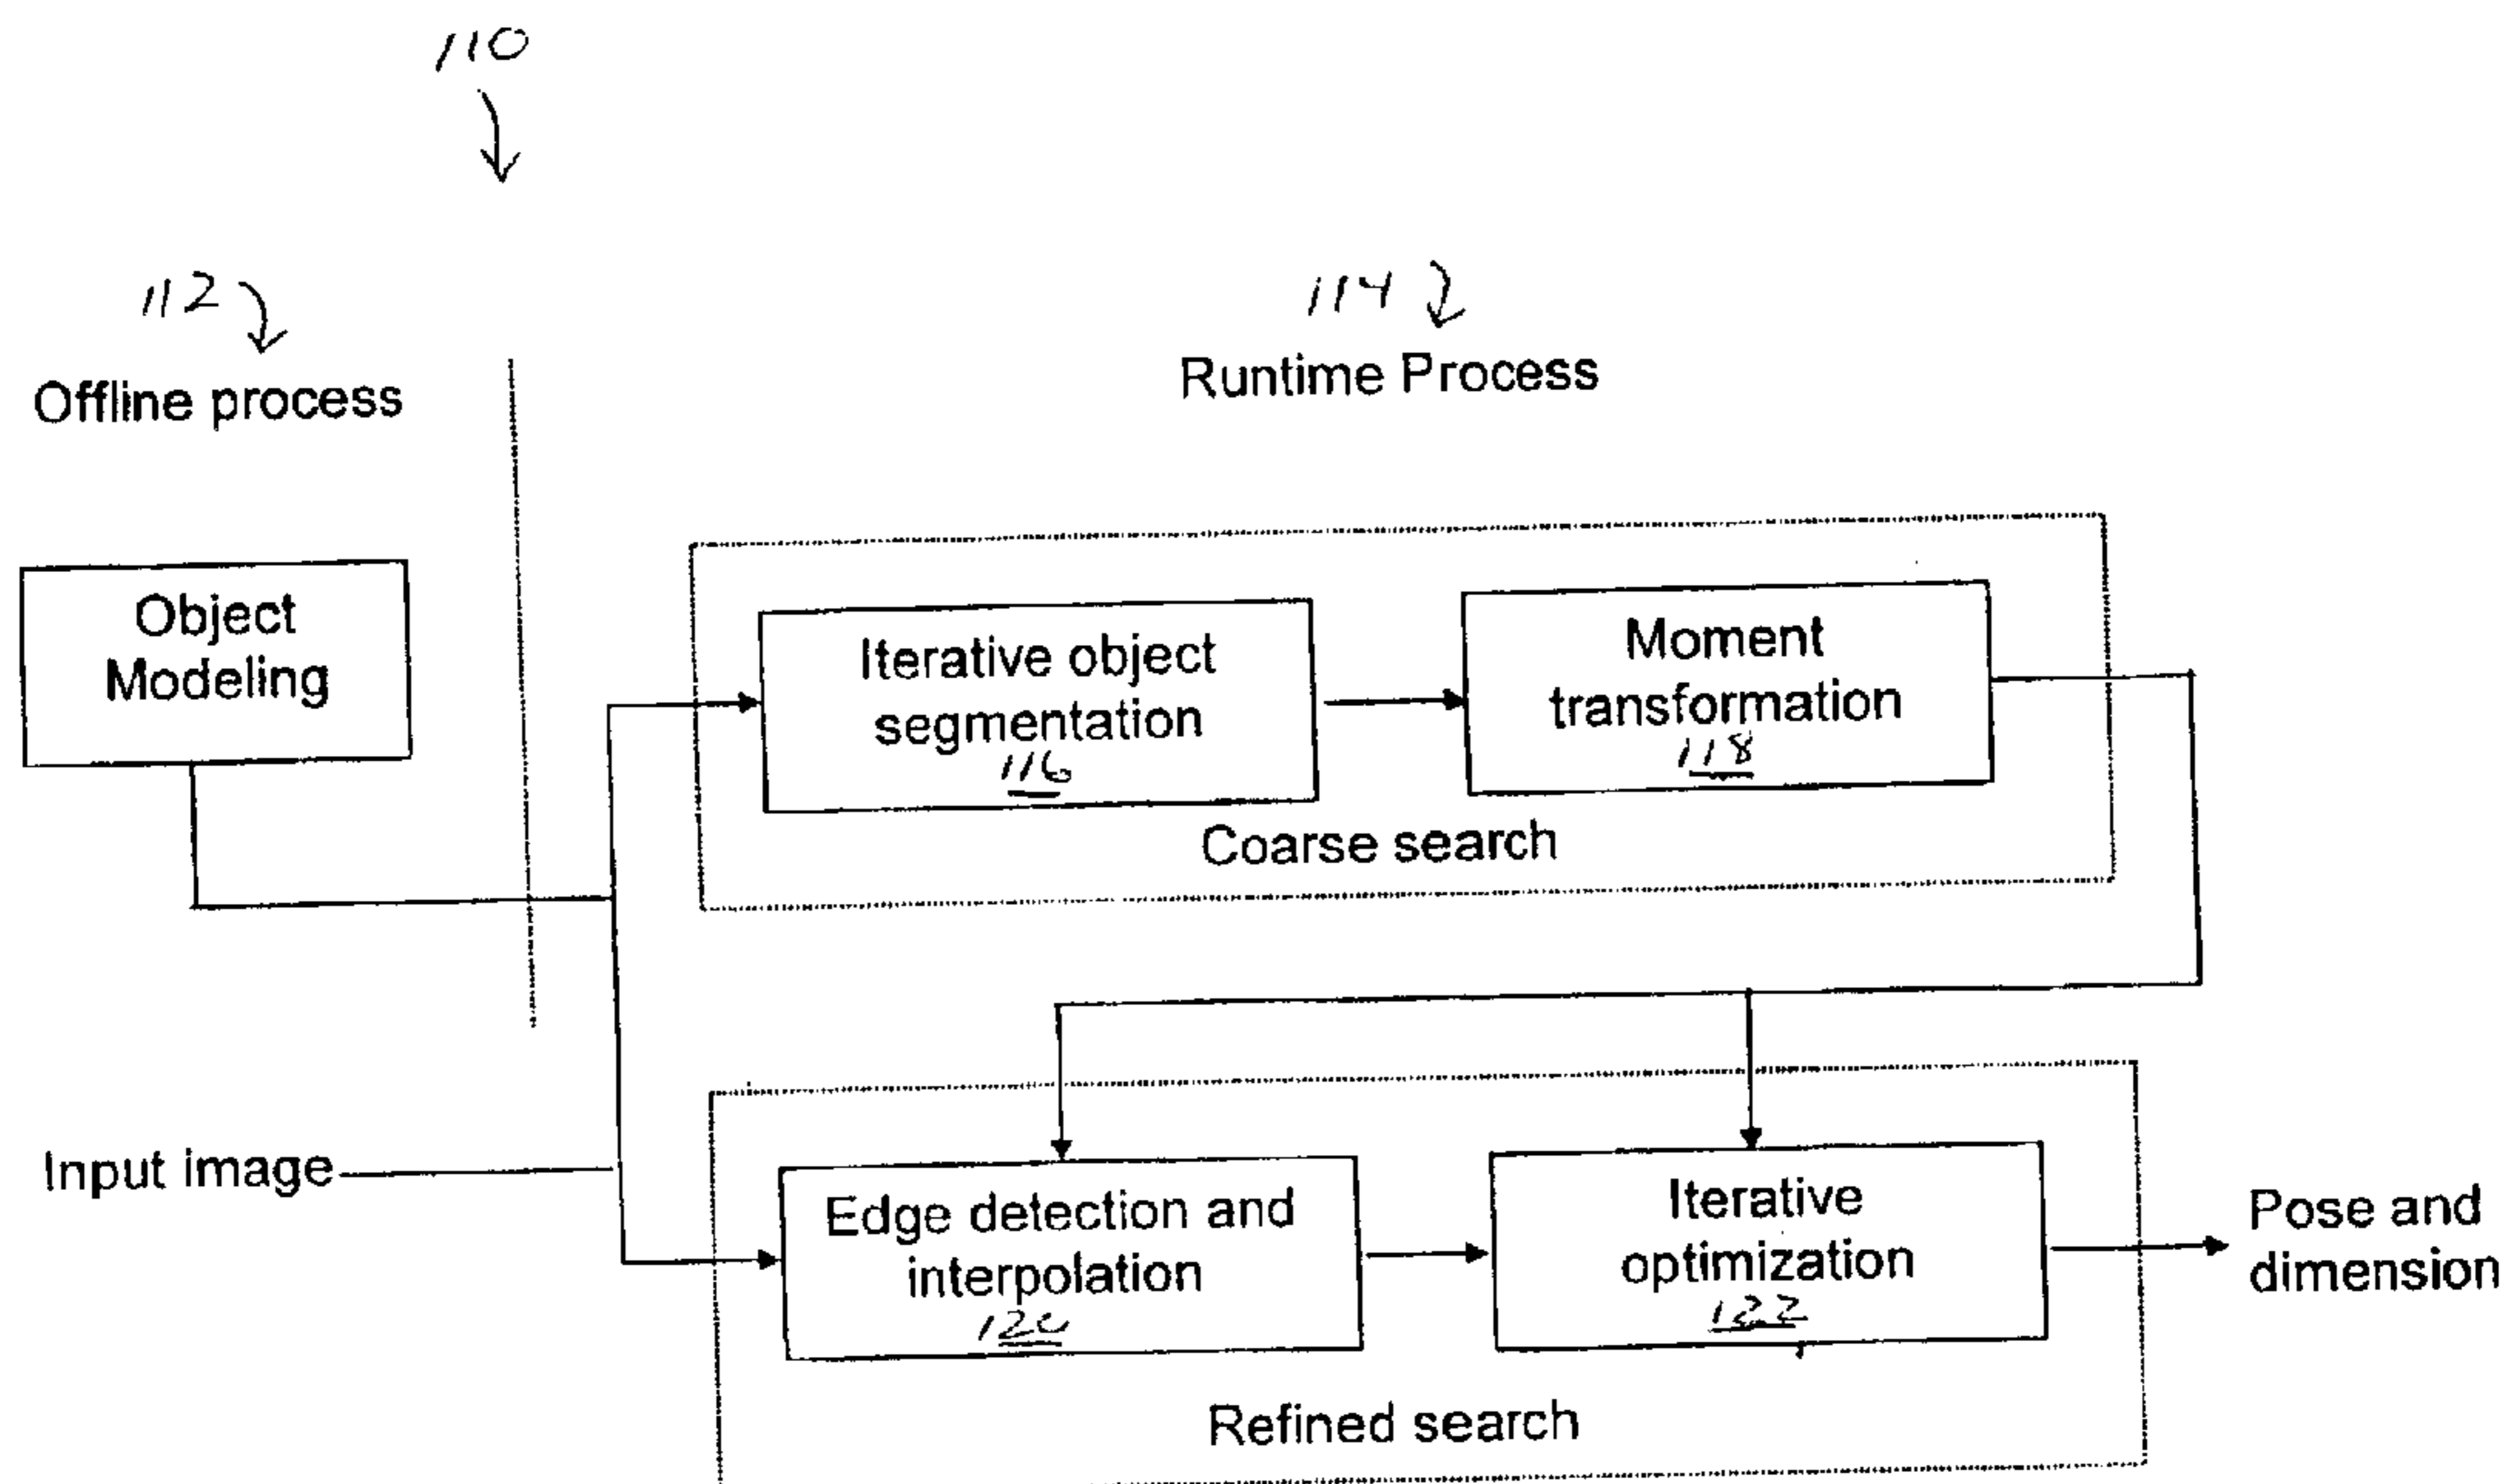 110
112
114
Offline process
Runtime Process
Object
Modeling
Iterative object
segmentation
116
Moment
transformation
118
Coarse search
Input image
Edge detection and
interpolation
120
Iterative
optimization
122
Pose and
dimension
Refined search